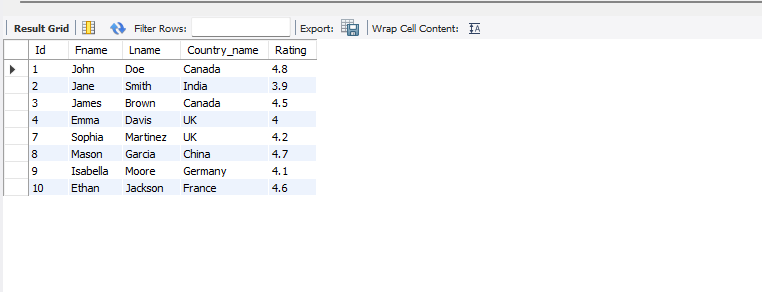 Result Grid Filter Rows: Export: Wrap Cell Content:
Id Fname Lname Country_name Rating
1 John Doe Canada 4.8
2 Jane Smith India 3.9
3 James Brown Canada 4.5
4 Emma Davis UK 4
7 Sophia Martinez UK 4.2
8 Mason Garcia China 4.7
9 Isabella Moore Germany 4.1
10 Ethan Jackson France 4.6